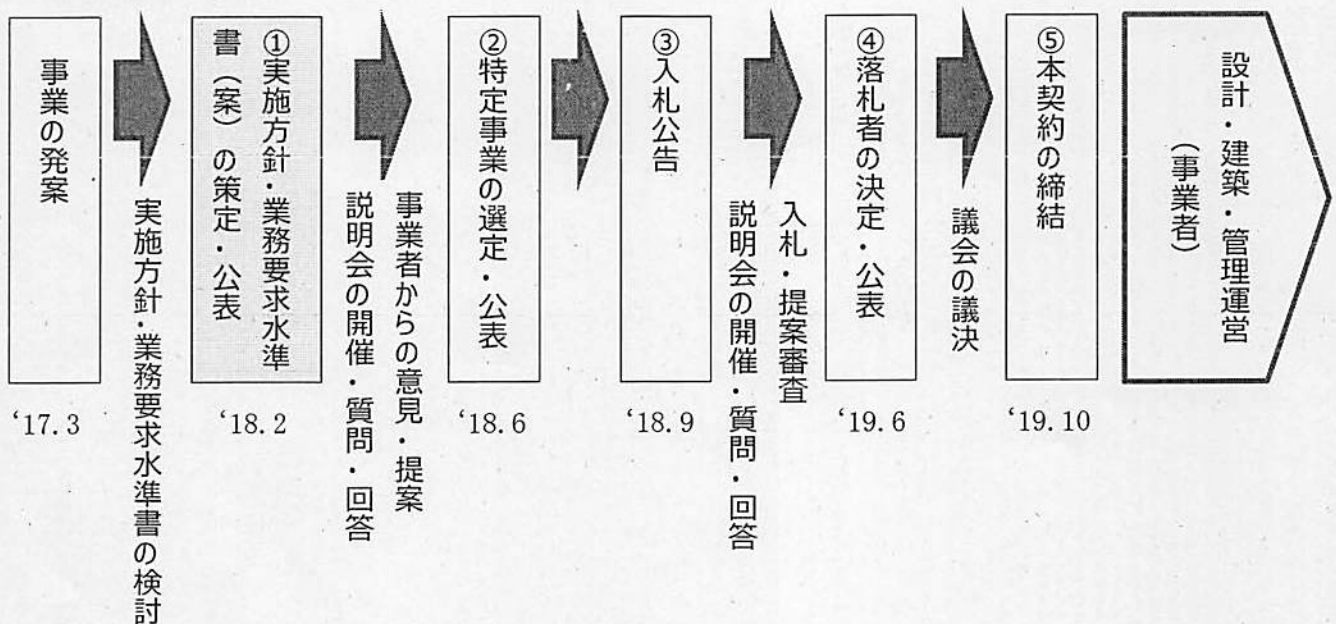 事業の発案
‘17.3
実施方針・業務要求水準書の検討
①実施方針・業務要求水準
書（案）の策定・公表
‘18.2
事業者からの意見・提案
説明会の開催・質問・回答
②特定事業の選定・公表
‘18.6
③入札公告
‘18.9
入札・提案審査
説明会の開催・質問・回答
④落札者の決定・公表
‘19.6
議会の議決
⑤本契約の締結
‘19.10
設計・建築・管理運営
（事業者）